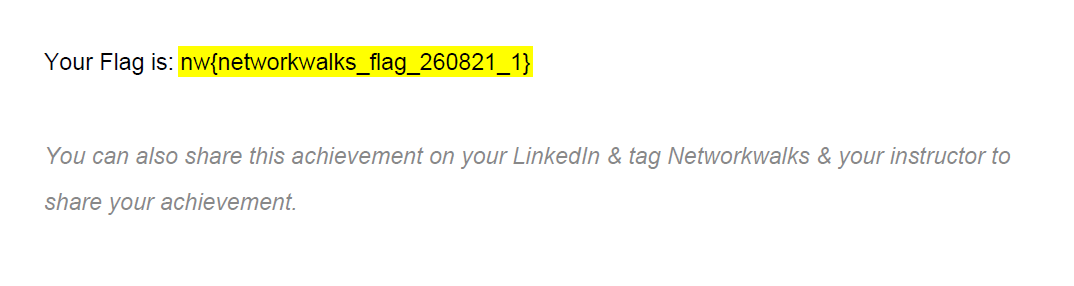 Your Flag is: nw{networkwalks_flag_260821_1}
You can also share this achievement on your LinkedIn & tag Networkwalks & your instructor to
share your achievement.